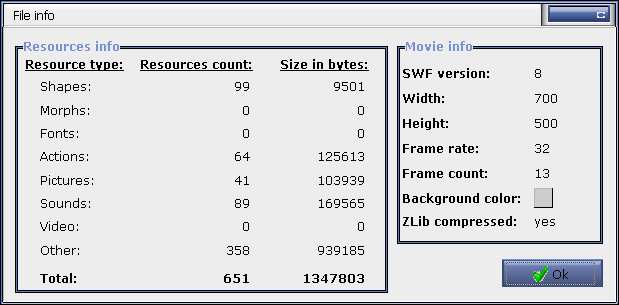 File info
Resources info
Resource type: Resources count: Size in bytes:
Shapes: 99 9501
Morphs: 0 0
Fonts: 0 0
Actions: 64 125613
Pictures: 41 103939
Sounds: 89 169565
Video: 0 0
Other: 358 939185
Total: 651 1347803
Movie info
SWF version: 8
Width: 700
Height: 500
Frame rate: 32
Frame count: 13
Background color:
ZLib compressed: yes
Ok